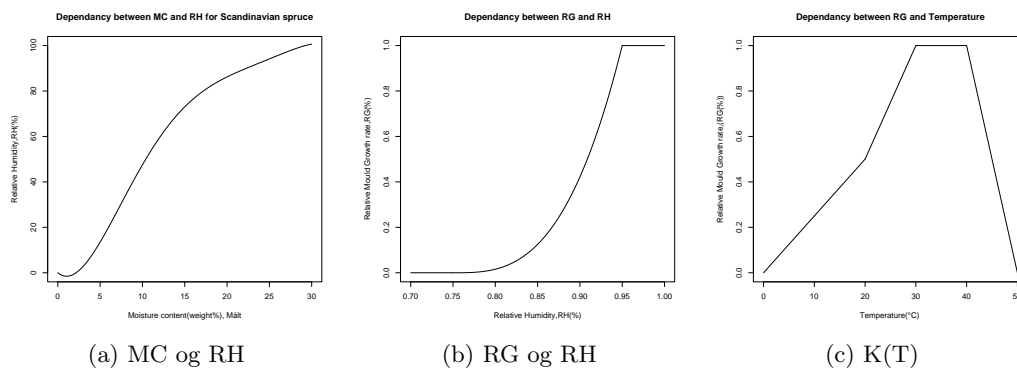 Dependancy between MC and RH for Scandinavian spruce
Relative Humidity,RH(%)
100
80
60
40
20
0
0 5 10 15 20 25 30
Moisture content(weight%), Målt
(a) MC og RH
Dependancy between RG and RH
Relative Mould Growth rate,RG(%)
1.0
0.8
0.6
0.4
0.2
0.0
0.70 0.75 0.80 0.85 0.90 0.95 1.00
Relative Humidity,RH(%)
(b) RG og RH
Dependancy between RG and Temperature
Relative Mould Growth rate,(RG(%))
1.0
0.8
0.6
0.4
0.2
0.0
0 10 20 30 40 50
Temperature(°C)
(c) K(T)